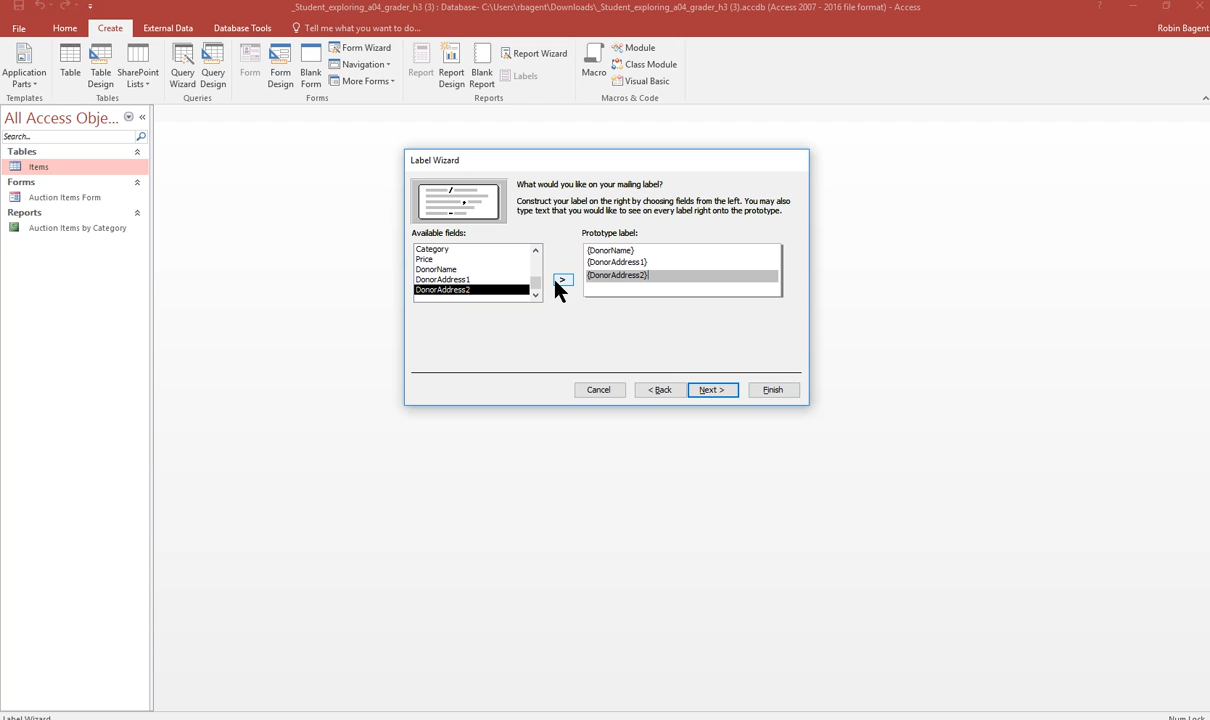 _Student_exploring_a04_grader_h3 (3) : Database- C:\Users\rbagent\Downloads\_Student_exploring_a04_grader_h3 (3).accdb (Access 2007 - 2016 file format) - Access
File Home Create External Data Database Tools Tell me what you want to do... Robin Bagent
Application Parts Table Table Design SharePoint Lists Query Wizard Query Design Form Form Design Blank Form Form Wizard Navigation More Forms Report Report Design Blank Report Report Wizard Labels Macro Module Class Module Visual Basic
Templates Tables Queries Forms Reports Macros & Code
All Access Obje...
Search...
Tables
Items
Forms
Auction Items Form
Reports
Auction Items by Category
Label Wizard
What would you like on your mailing label?
Construct your label on the right by choosing fields from the left. You may also
type text that you would like to see on every label right onto the prototype.
Available fields: Prototype label:
Category
Price
DonorName
DonorAddress1
DonorAddress2
>
{DonorName}
{DonorAddress1}
{DonorAddress2}
Cancel < Back Next > Finish
Label Wizard Num Lock